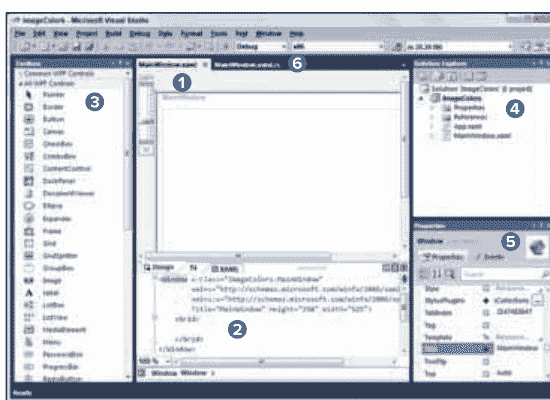 ImageColors - Microsoft Visual Studio
File Edit View Project Build Debug Data Format Tools Test Window Help
Debug x86
Toolbox
Common WPF Controls
All WPF Controls
Pointer
Border
Button
Canvas
CheckBox
ComboBox
ContentControl
DockPanel
DocumentViewer
Ellipse
Expander
Frame
Grid
GridSplitter
GroupBox
Image
Label
ListBox
ListView
MediaElement
Menu
PasswordBox
ProgressBar
RadioButton
3
MainWindow.xaml
MainWindow.xaml.cs
6
1
MainWindow
Design
XAML
<Window x:Class="ImageColors.MainWindow"
xmlns="http://schemas.microsoft.com/winfx/2006/xaml
xmlns:x="http://schemas.microsoft.com/winfx/2006/xa
Title="MainWindow" Height="350" Width="525">
<Grid>
</Grid>
</Window>
2
100 %
Window Window
Solution Explorer
Solution 'ImageColors' (1 project)
ImageColors
Properties
References
App.xaml
MainWindow.xaml
4
Properties
Window
5
Properties Events
Search
Style
StylusPlugIns (Collection)
TabIndex 2147483647
Tag
Template
MainWindow
ToolTip
Top Auto
Ready